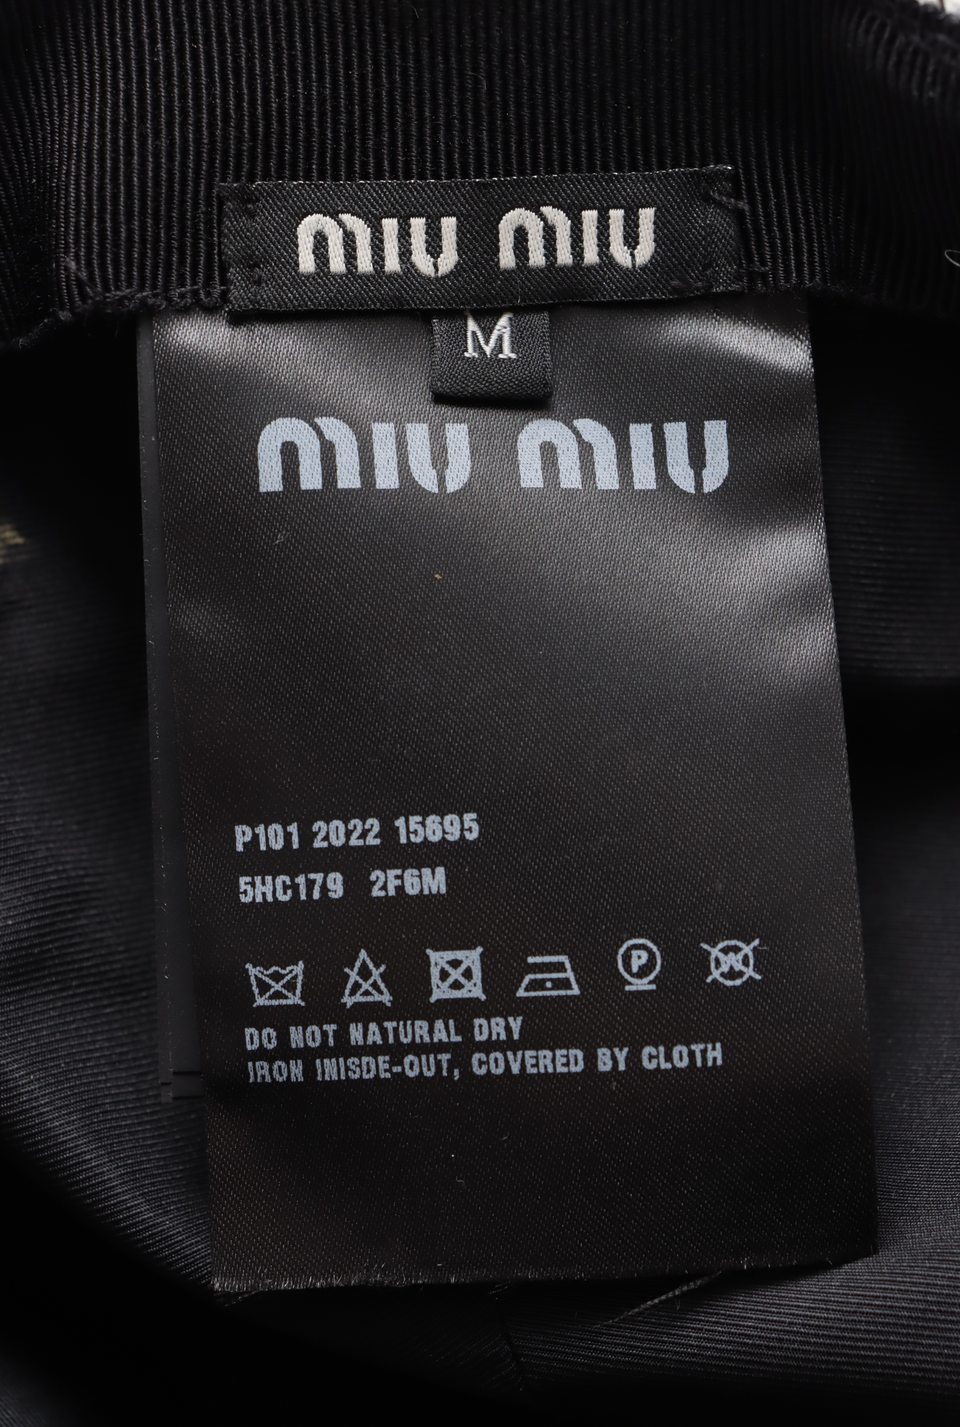 miu miu
M
miu miu
P101 2022 15695
5HC179 2F6M
P
W
DO NOT NATURAL DRY
IRON INISDE-OUT, COVERED BY CLOTH